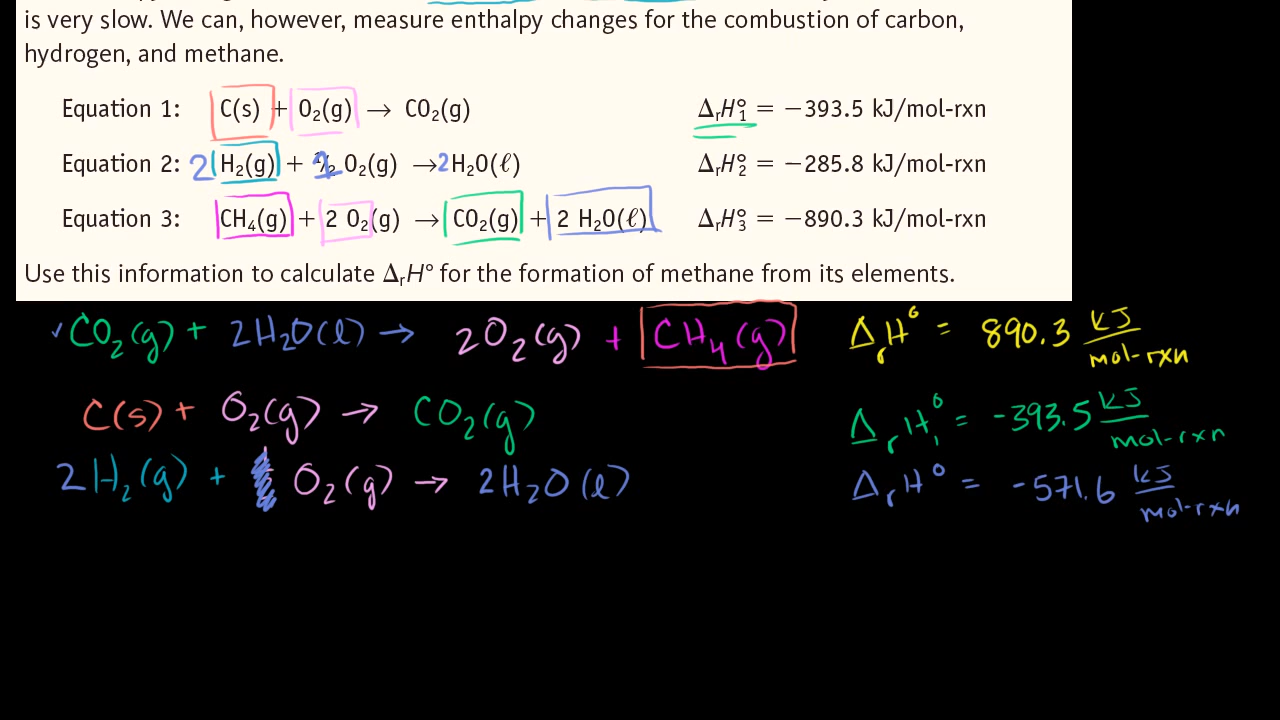 is very slow. We can, however, measure enthalpy changes for the combustion of carbon,
hydrogen, and methane.
Equation 1: C(s) + O₂(g) → CO₂(g) ΔᵣH°₁ = −393.5 kJ/mol-rxn
Equation 2: 2 H₂(g) + O₂(g) → 2 H₂O(ℓ) ΔᵣH°₂ = −285.8 kJ/mol-rxn
Equation 3: CH₄(g) + 2 O₂(g) → CO₂(g) + 2 H₂O(ℓ) ΔᵣH°₃ = −890.3 kJ/mol-rxn
Use this information to calculate ΔᵣH° for the formation of methane from its elements.
✓CO₂(g) + 2H₂O(l) → 2O₂(g) + CH₄(g) ΔᵣH° = 890.3 kJ/mol-rxn
C(s) + O₂(g) → CO₂(g) ΔᵣH°₁ = -393.5 kJ/mol-rxn
2H₂(g) + O₂(g) → 2H₂O(l) ΔᵣH° = -571.6 kJ/mol-rxn